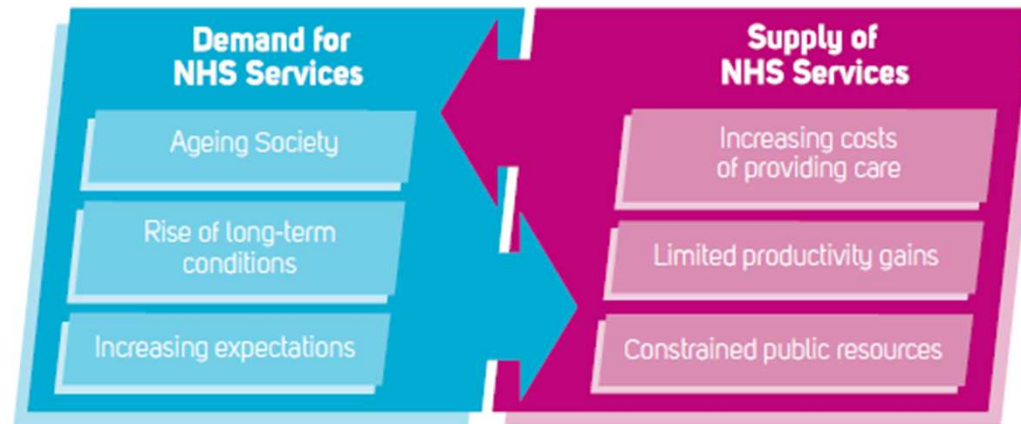 Demand for
NHS Services
Ageing Society
Rise of long-term
conditions
Increasing expectations
Supply of
NHS Services
Increasing costs
of providing care
Limited productivity gains
Constrained public resources